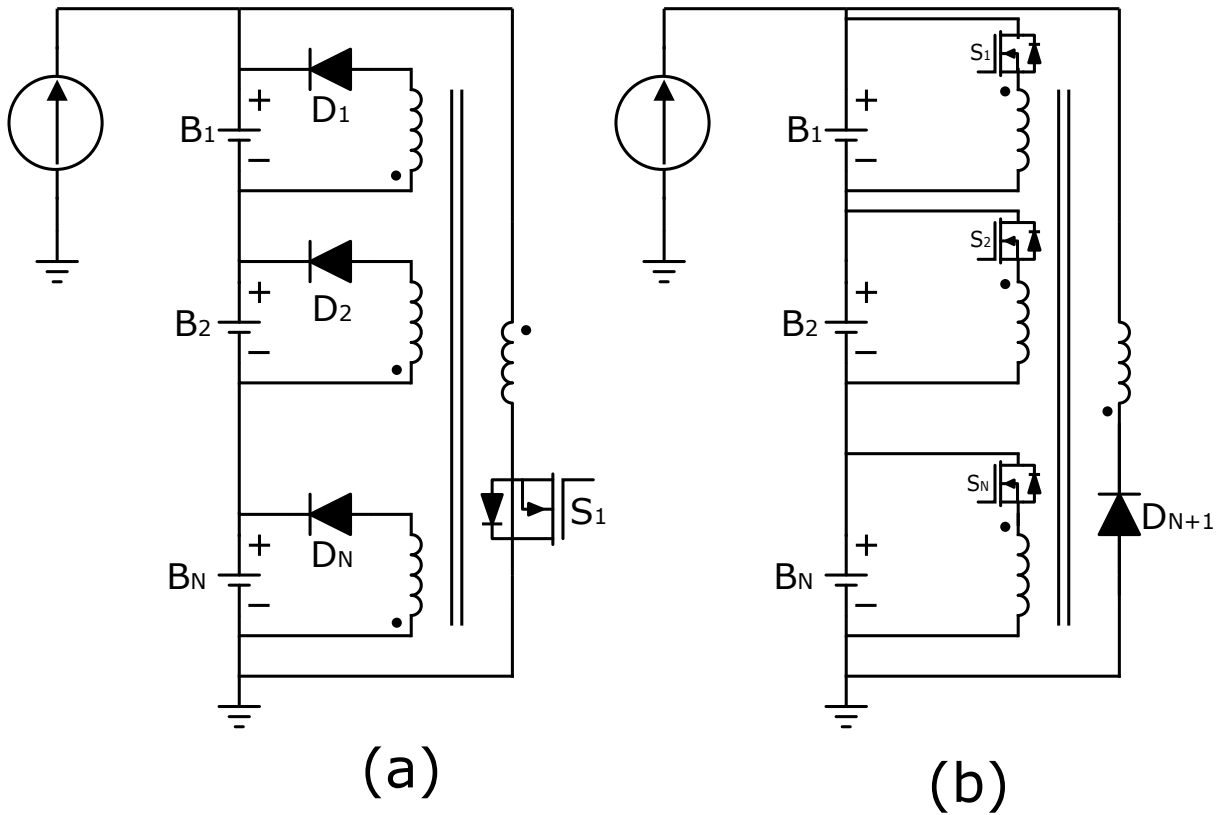 +
D1
B1
−
+
D2
B2
−
S1
+
DN
BN
−
(a)
S1
+
B1
−
S2
+
B2
−
SN
+
DN+1
BN
−
(b)